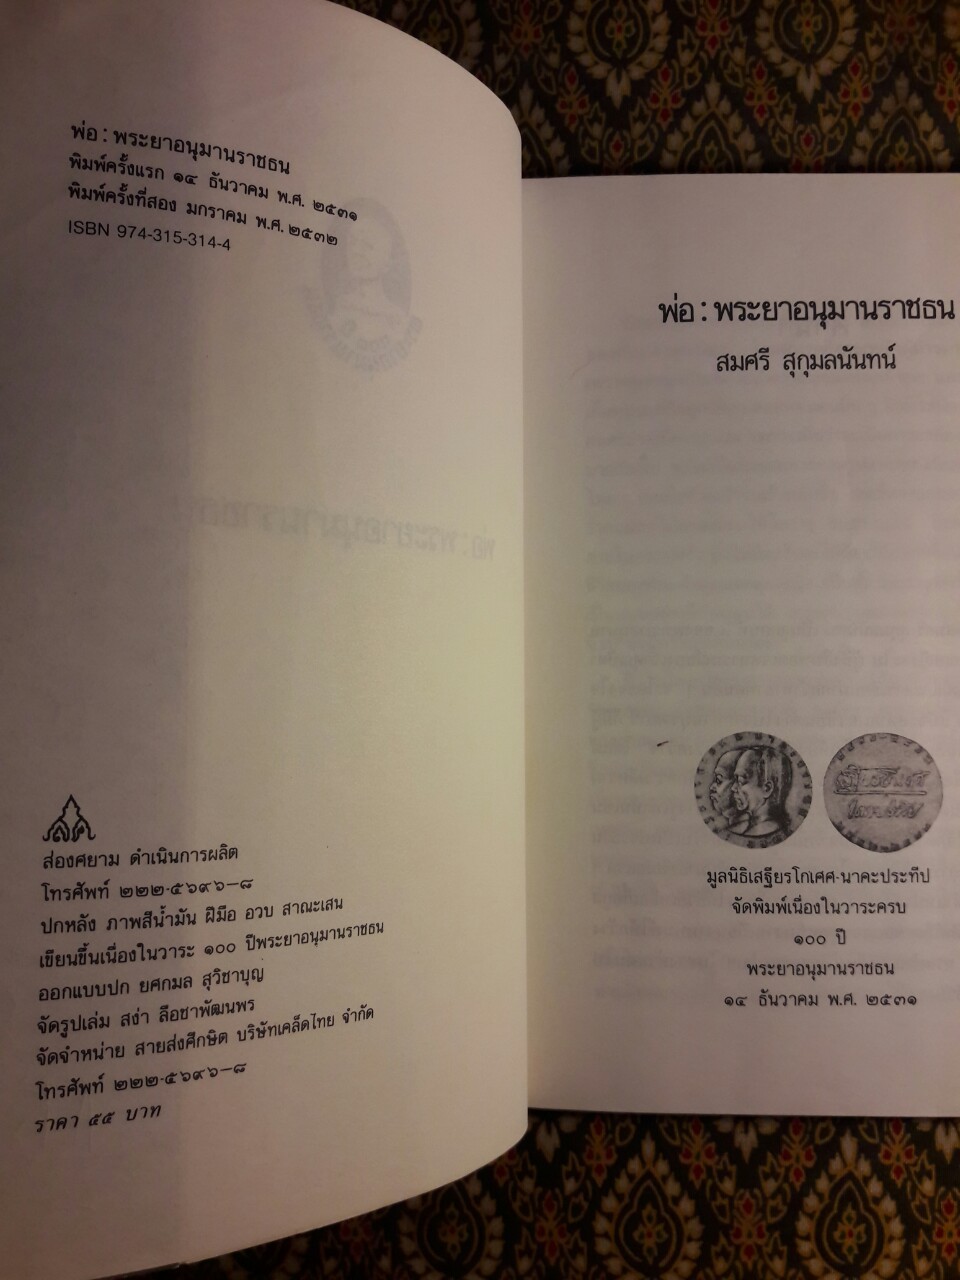 พ่อ : พระยาอนุมานราชธน
พิมพ์ครั้งแรก ๑๔ ธันวาคม พ.ศ. ๒๕๓๑
พิมพ์ครั้งที่สอง มกราคม พ.ศ. ๒๕๓๒
ISBN 974-315-314-4
ส่องศยาม ดำเนินการผลิต
โทรศัพท์ ๒๒๒-๕๖๙๖-๘
ปกหลัง ภาพสีน้ำมัน ฝีมือ อวบ สาณะเสน
เขียนขึ้นเนื่องในวาระ ๑๐๐ ปีพระยาอนุมานราชธน
ออกแบบปก ยศกมล สุวิชาบุญ
จัดรูปเล่ม สง่า ลือชาพัฒนพร
จัดจำหน่าย สายส่งศึกษิต บริษัทเคล็ดไทย จำกัด
โทรศัพท์ ๒๒๒-๕๖๙๖-๘
ราคา ๕๕ บาท
พ่อ : พระยาอนุมานราชธน
สมศรี สุกุมลนันทน์
มูลนิธิเสฐียรโกเศศ-นาคะประทีป
จัดพิมพ์เนื่องในวาระครบ
๑๐๐ ปี
พระยาอนุมานราชธน
๑๔ ธันวาคม พ.ศ. ๒๕๓๑